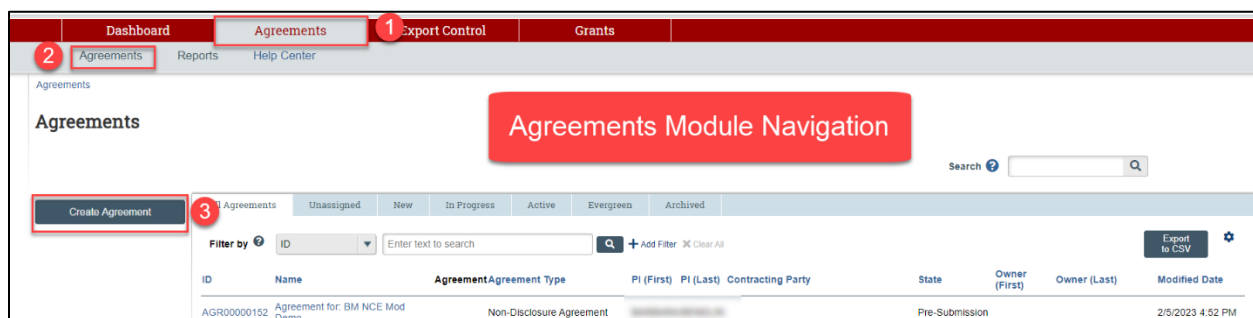 Dashboard Agreements 1 Export Control Grants
2 Agreements Reports Help Center
Agreements
Agreements
Agreements Module Navigation
Search ?
Create Agreement 3 All Agreements Unassigned New In Progress Active Evergreen Archived
Filter by ? ID Enter text to search + Add Filter X Clear All Export
to CSV
ID Name Agreement Agreement Type PI (First) PI (Last) Contracting Party State Owner
(First) Owner (Last) Modified Date
AGR00000152 Agreement for: BM NCE Mod
Demo Non-Disclosure Agreement Pre-Submission 2/5/2023 4:52 PM